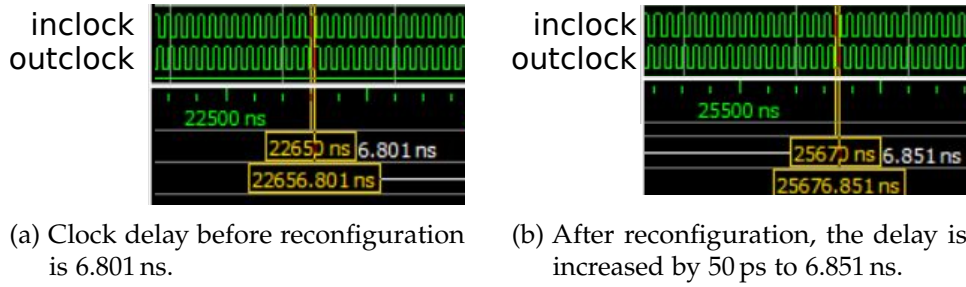 inclock
outclock
22500 ns
22650 ns 6.801 ns
22656.801 ns
(a) Clock delay before reconfiguration
is 6.801 ns.
inclock
outclock
25500 ns
25670 ns 6.851 ns
25676.851 ns
(b) After reconfiguration, the delay is
increased by 50 ps to 6.851 ns.